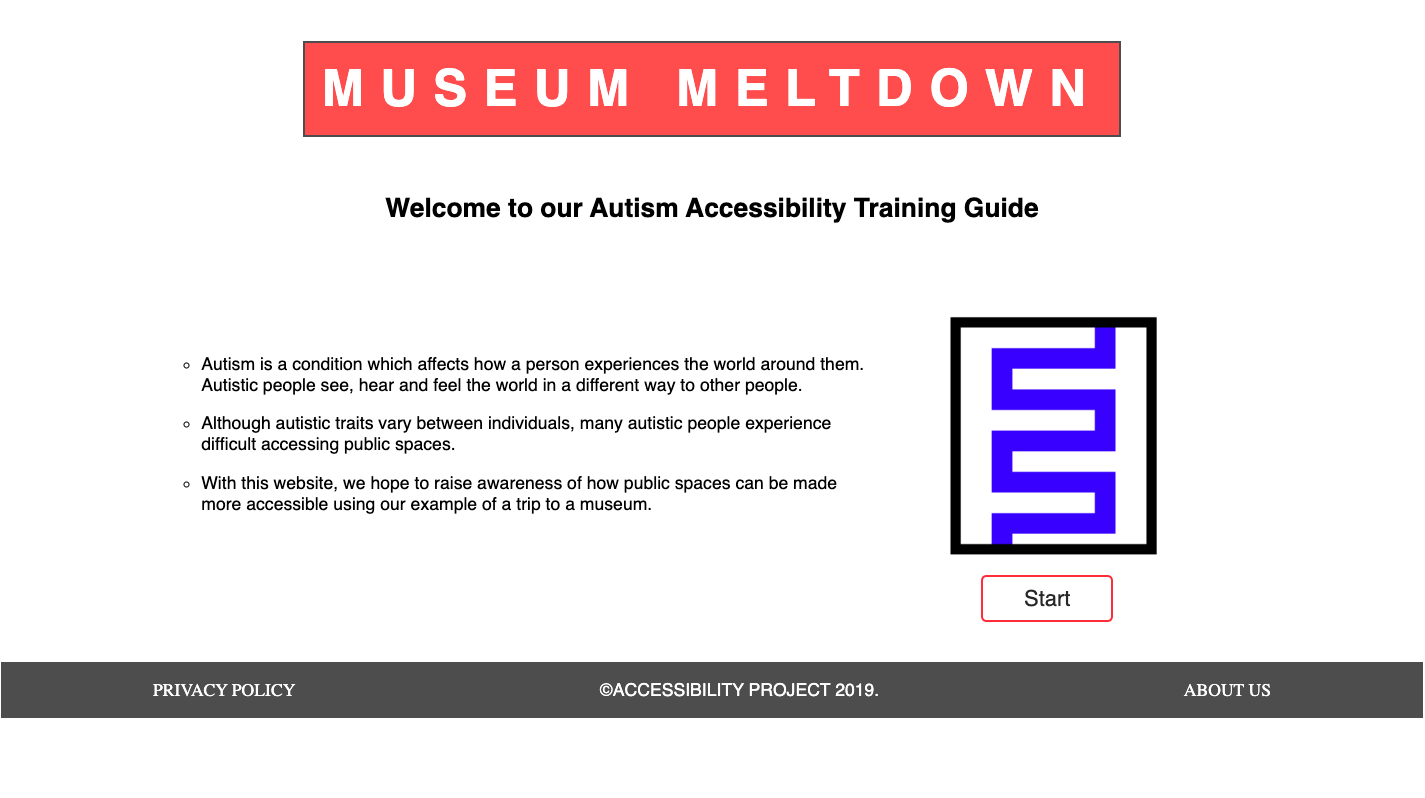 MUSEUM MELTDOWN
Welcome to our Autism Accessibility Training Guide
Autism is a condition which affects how a person experiences the world around them.
Autistic people see, hear and feel the world in a different way to other people.
Although autistic traits vary between individuals, many autistic people experience
difficult accessing public spaces.
With this website, we hope to raise awareness of how public spaces can be made
more accessible using our example of a trip to a museum.
Start
PRIVACY POLICY
©ACCESSIBILITY PROJECT 2019.
ABOUT US